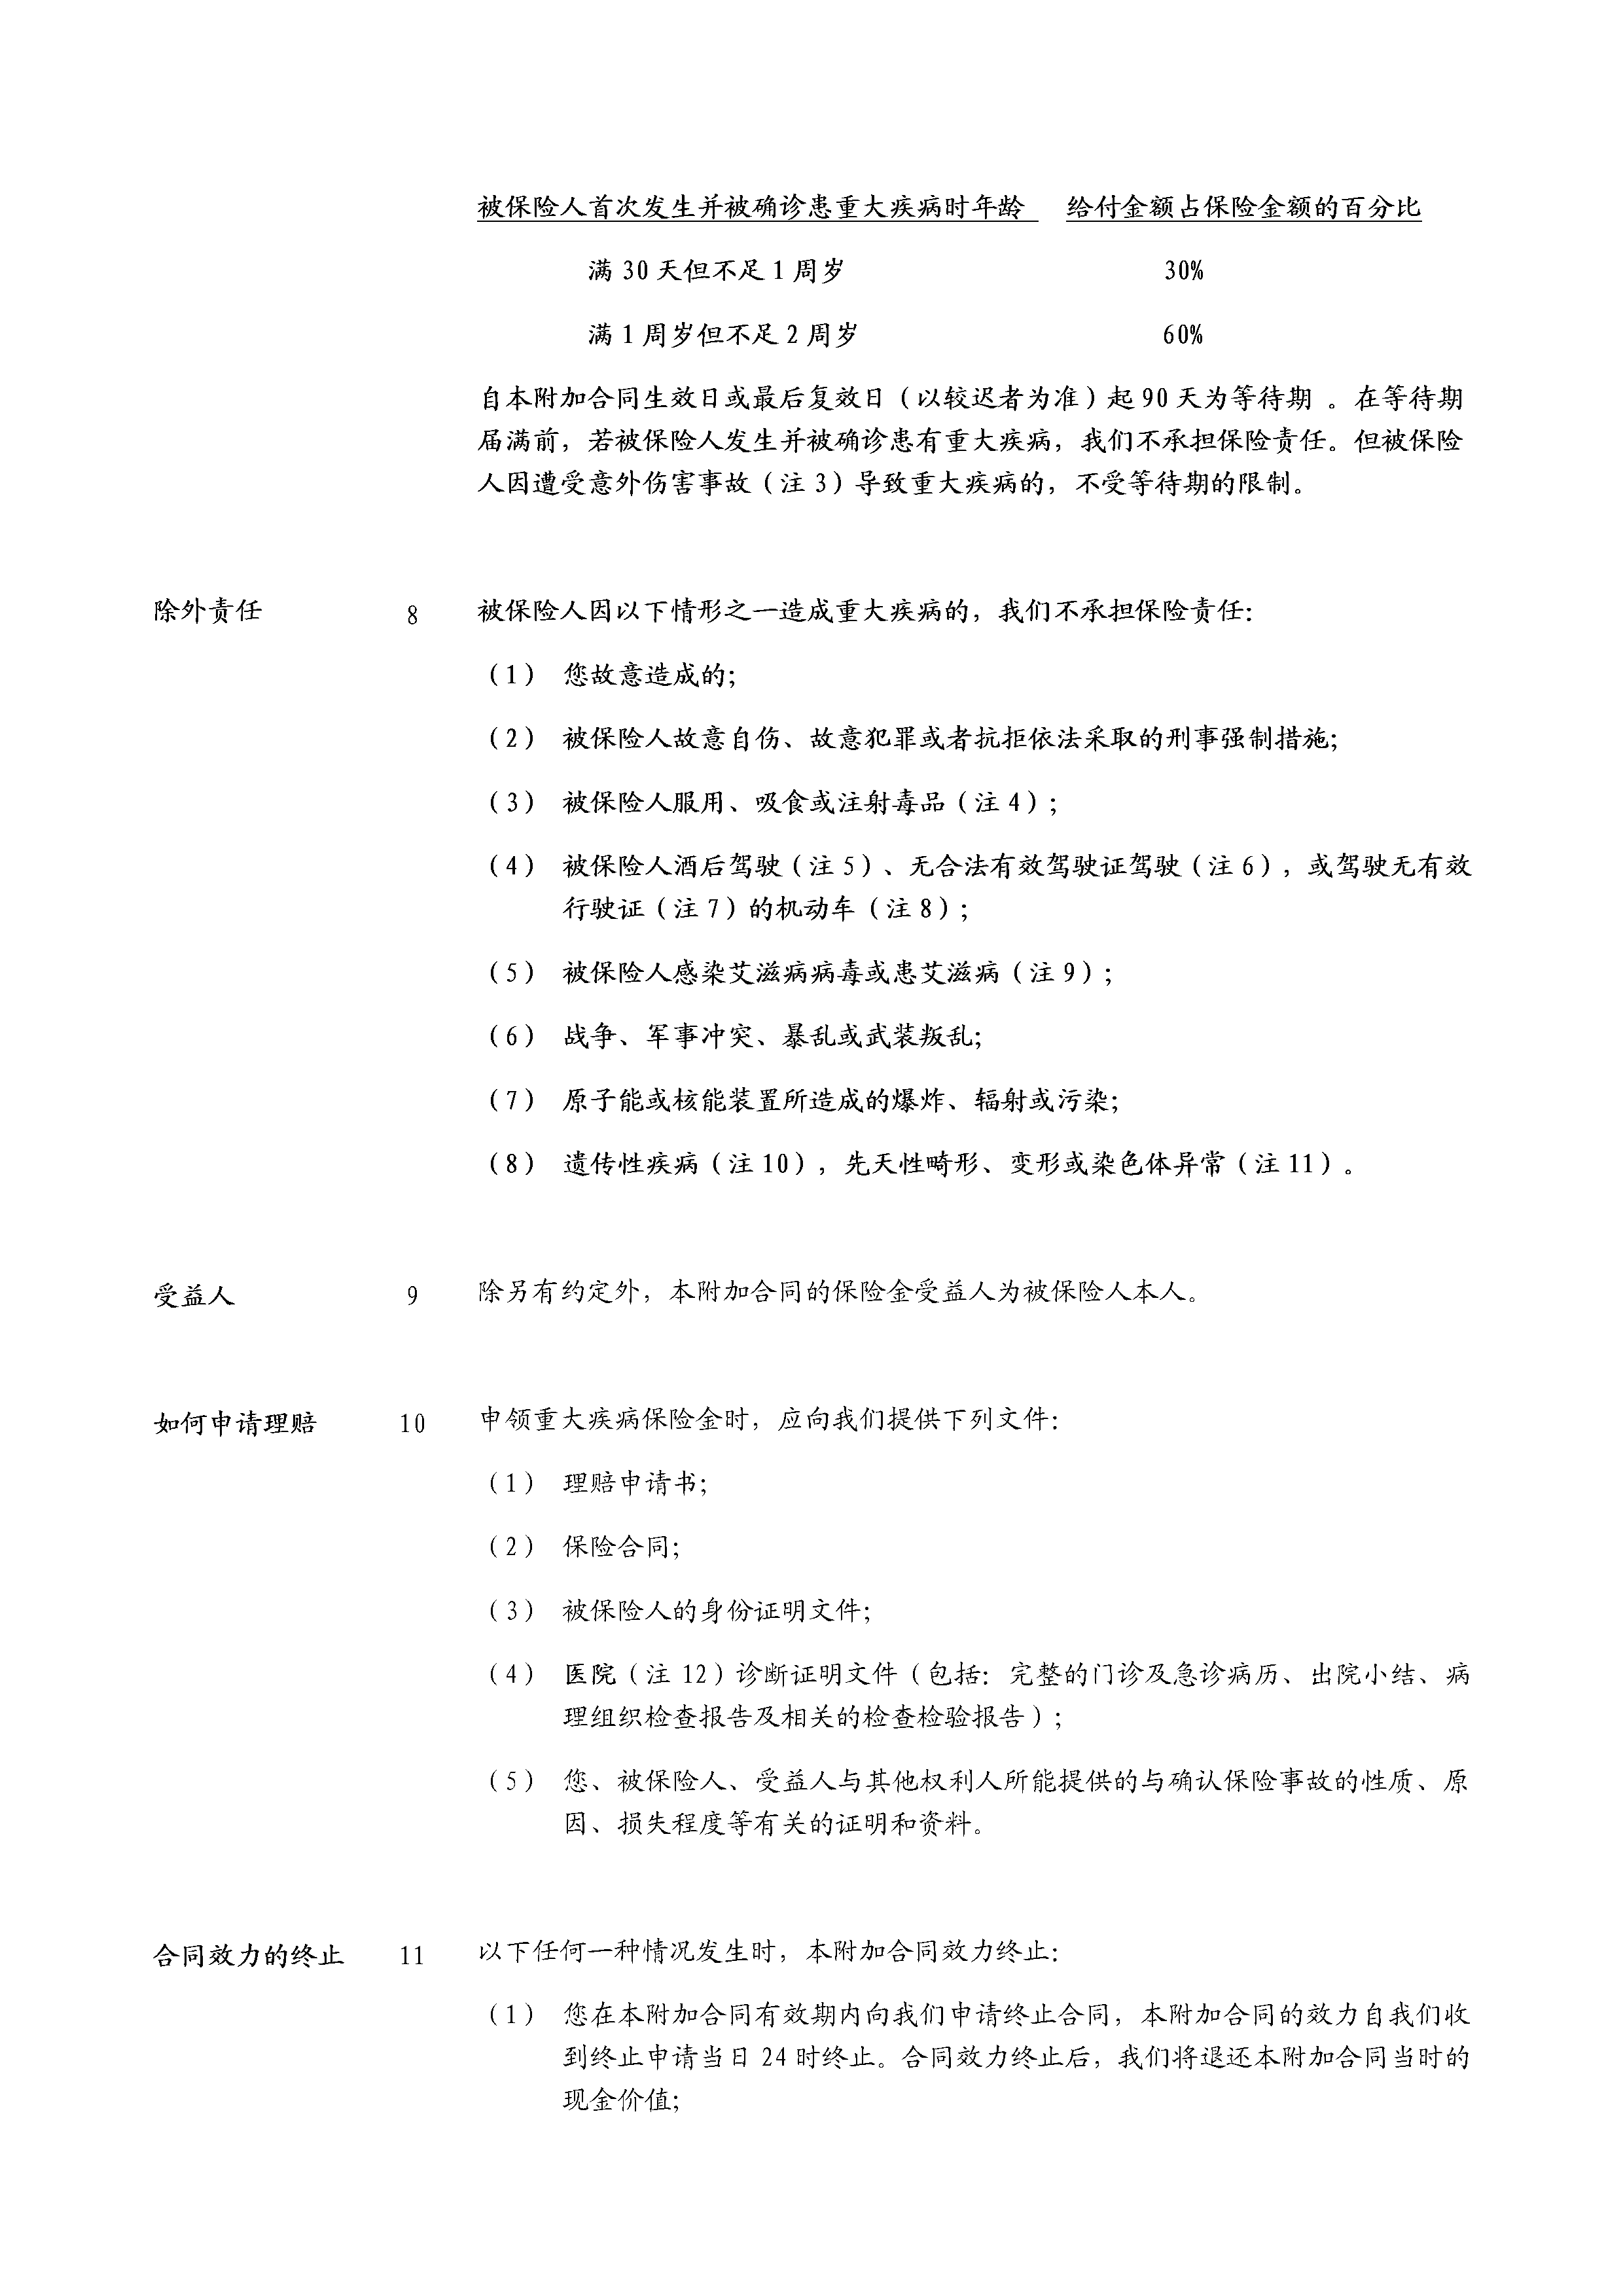 被保险人首次发生并被确诊患重大疾病时年龄 给付金额占保险金额的百分比
满 30 天但不足 1 周岁 30%
满 1 周岁但不足 2 周岁 60%
自本附加合同生效日或最后复效日（以较迟者为准）起 90 天为等待期 。在等待期
届满前，若被保险人发生并被确诊患有重大疾病，我们不承担保险责任。但被保险
人因遭受意外伤害事故（注 3）导致重大疾病的，不受等待期的限制。
除外责任 8 被保险人因以下情形之一造成重大疾病的，我们不承担保险责任：
（1） 您故意造成的；
（2） 被保险人故意自伤、故意犯罪或者抗拒依法采取的刑事强制措施；
（3） 被保险人服用、吸食或注射毒品（注 4）；
（4） 被保险人酒后驾驶（注 5）、无合法有效驾驶证驾驶（注 6），或驾驶无有效
行驶证（注 7）的机动车（注 8）；
（5） 被保险人感染艾滋病病毒或患艾滋病（注 9）；
（6） 战争、军事冲突、暴乱或武装叛乱；
（7） 原子能或核能装置所造成的爆炸、辐射或污染；
（8） 遗传性疾病（注 10），先天性畸形、变形或染色体异常（注 11）。
受益人 9 除另有约定外，本附加合同的保险金受益人为被保险人本人。
如何申请理赔 10 申领重大疾病保险金时，应向我们提供下列文件：
（1） 理赔申请书；
（2） 保险合同；
（3） 被保险人的身份证明文件；
（4） 医院（注 12）诊断证明文件（包括：完整的门诊及急诊病历、出院小结、病
理组织检查报告及相关的检查检验报告）；
（5） 您、被保险人、受益人与其他权利人所能提供的与确认保险事故的性质、原
因、损失程度等有关的证明和资料。
合同效力的终止 11 以下任何一种情况发生时，本附加合同效力终止：
（1） 您在本附加合同有效期内向我们申请终止合同，本附加合同的效力自我们收
到终止申请当日 24 时终止。合同效力终止后，我们将退还本附加合同当时的
现金价值；